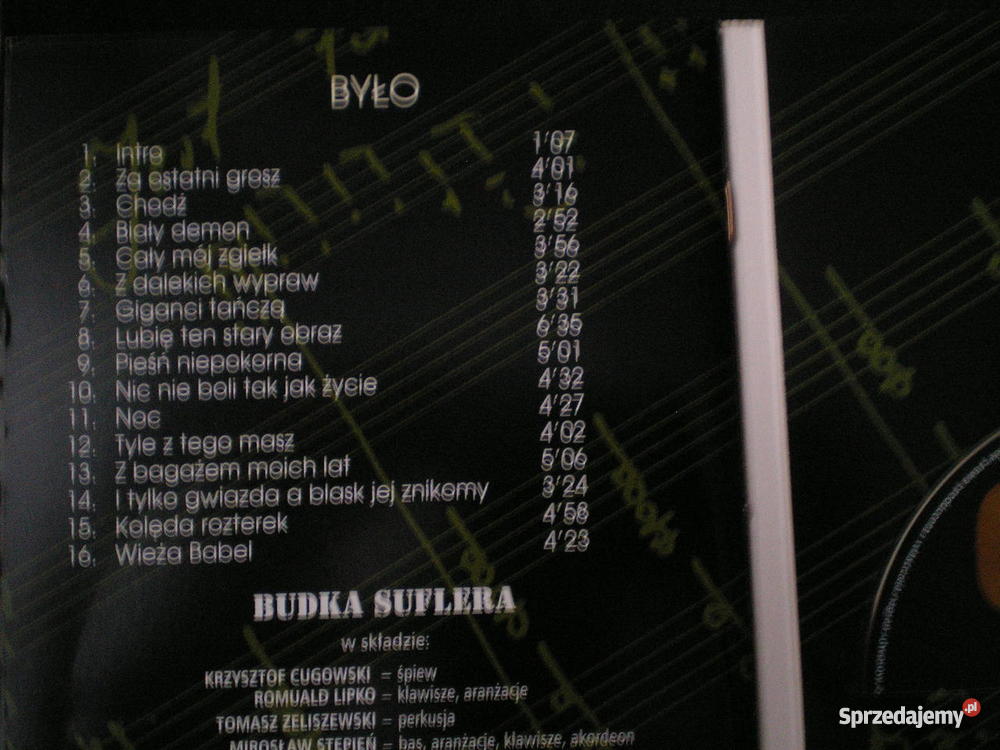 BYŁO
1. Intro 1'07
2. Za ostatni grosz 4'01
3. Chodź 3'16
4. Biały demon 2'52
5. Cały mój zgiełk 3'56
6. Z dalekich wypraw 3'22
7. Giganci tańczą 3'31
8. Lubię ten stary obraz 6'35
9. Pieśń niepokorna 5'01
10. Nic nie boli tak jak życie 4'32
11. Noc 4'27
12. Tyle z tego masz 4'02
13. Z bagażem moich lat 5'06
14. I tylko gwiazda a blask jej znikomy 3'24
15. Kolęda rozterek 4'58
16. Wieża Babel 4'23
BUDKA SUFLERA
w składzie:
KRZYSZTOF CUGOWSKI – śpiew
ROMUALD LIPKO – klawisze, aranżacje
TOMASZ ZELISZEWSKI – perkusja
MIROSŁAW STĘPIEŃ – bas, aranżacje, klawisze, akordeon
Sprzedajemy.pl